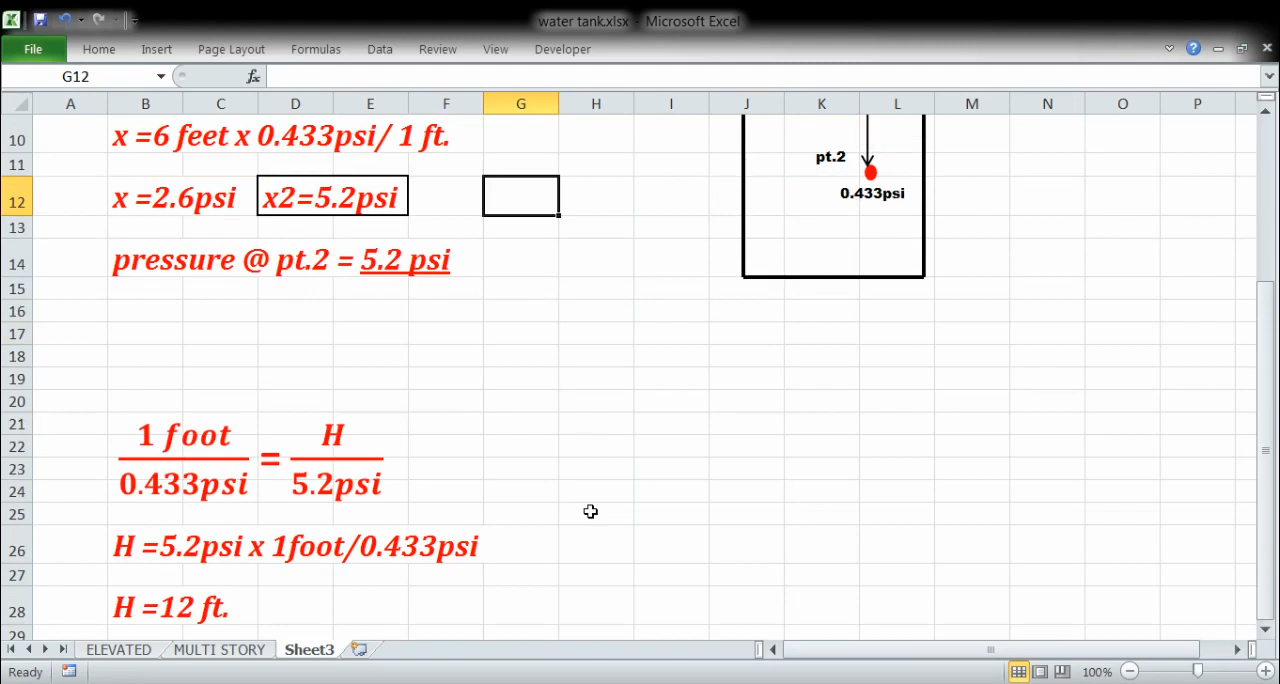 water tank.xlsx - Microsoft Excel
File Home Insert Page Layout Formulas Data Review View Developer
G12 fx
A B C D E F G H I J K L M N O P
10 x =6 feet x 0.433psi/ 1 ft.
11
pt.2
12 x =2.6psi x2=5.2psi
0.433psi
13
14 pressure @ pt.2 = 5.2 psi
15
16
17
18
19
20
21
22 1 foot H
23 =
24 0.433psi 5.2psi
25
26 H =5.2psi x 1foot/0.433psi
27
28 H =12 ft.
29
ELEVATED MULTI STORY Sheet3
Ready 100%